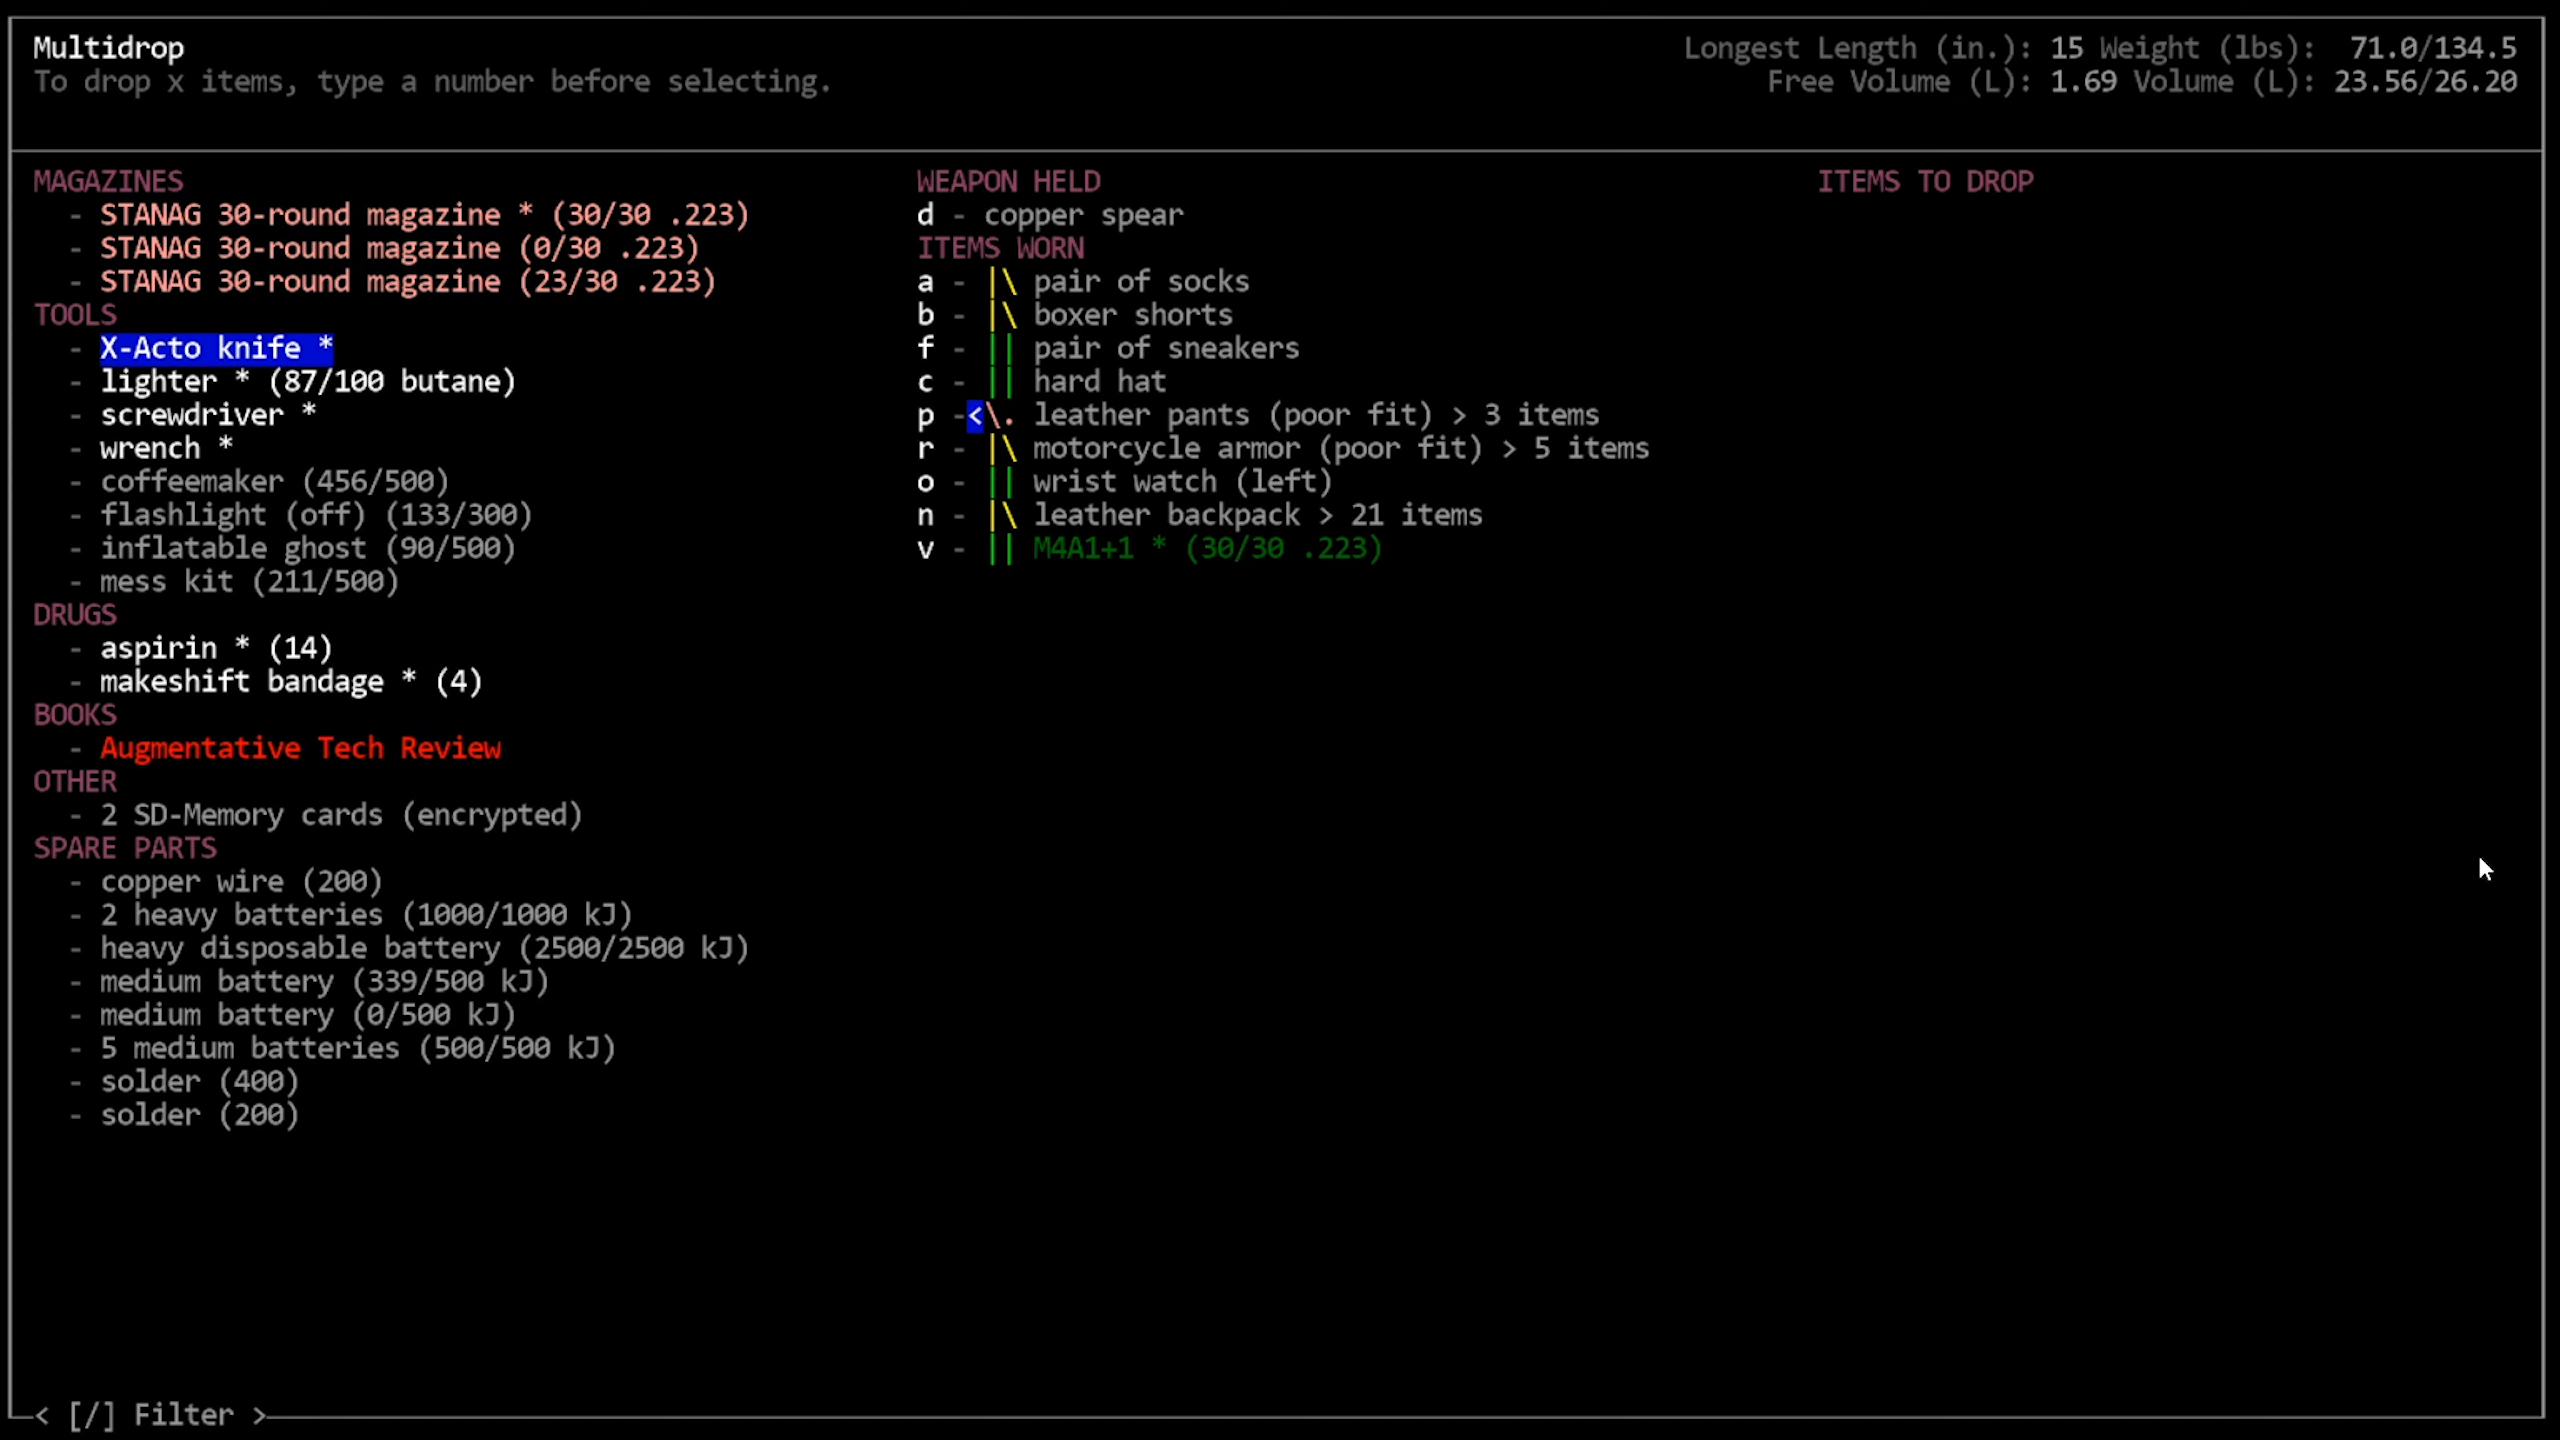 Multidrop
To drop x items, type a number before selecting.
Longest Length (in.): 15 Weight (lbs): 71.0/134.5
Free Volume (L): 1.69 Volume (L): 23.56/26.20
MAGAZINES
- STANAG 30-round magazine * (30/30 .223)
- STANAG 30-round magazine (0/30 .223)
- STANAG 30-round magazine (23/30 .223)
TOOLS
- X-Acto knife *
- lighter * (87/100 butane)
- screwdriver *
- wrench *
- coffeemaker (456/500)
- flashlight (off) (133/300)
- inflatable ghost (90/500)
- mess kit (211/500)
DRUGS
- aspirin * (14)
- makeshift bandage * (4)
BOOKS
- Augmentative Tech Review
OTHER
- 2 SD-Memory cards (encrypted)
SPARE PARTS
- copper wire (200)
- 2 heavy batteries (1000/1000 kJ)
- heavy disposable battery (2500/2500 kJ)
- medium battery (339/500 kJ)
- medium battery (0/500 kJ)
- 5 medium batteries (500/500 kJ)
- solder (400)
- solder (200)
WEAPON HELD
d - copper spear
ITEMS WORN
a - |\ pair of socks
b - |\ boxer shorts
f - || pair of sneakers
c - || hard hat
p -<\. leather pants (poor fit) > 3 items
r - |\ motorcycle armor (poor fit) > 5 items
o - || wrist watch (left)
n - |\ leather backpack > 21 items
v - || M4A1+1 * (30/30 .223)
ITEMS TO DROP
< [/] Filter >